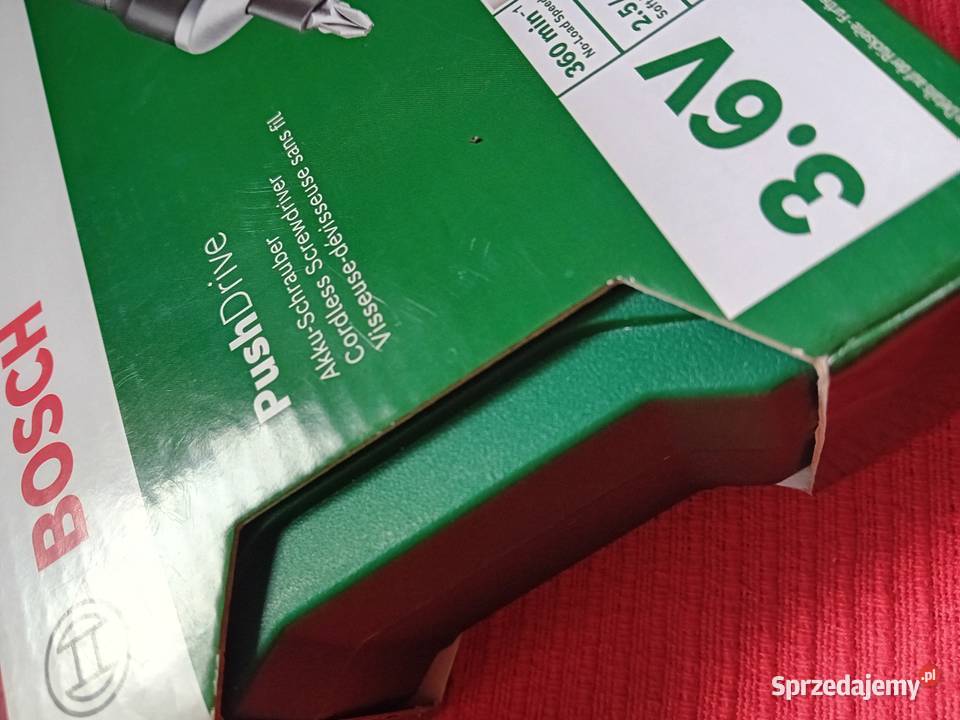 BOSCH
PushDrive
Akku-Schrauber
Cordless Screwdriver
Visseuse-dévisseuse sans fil
3.6V
360 min⁻¹
No-Load Speed
2.5/
Sprzedajemy.pl